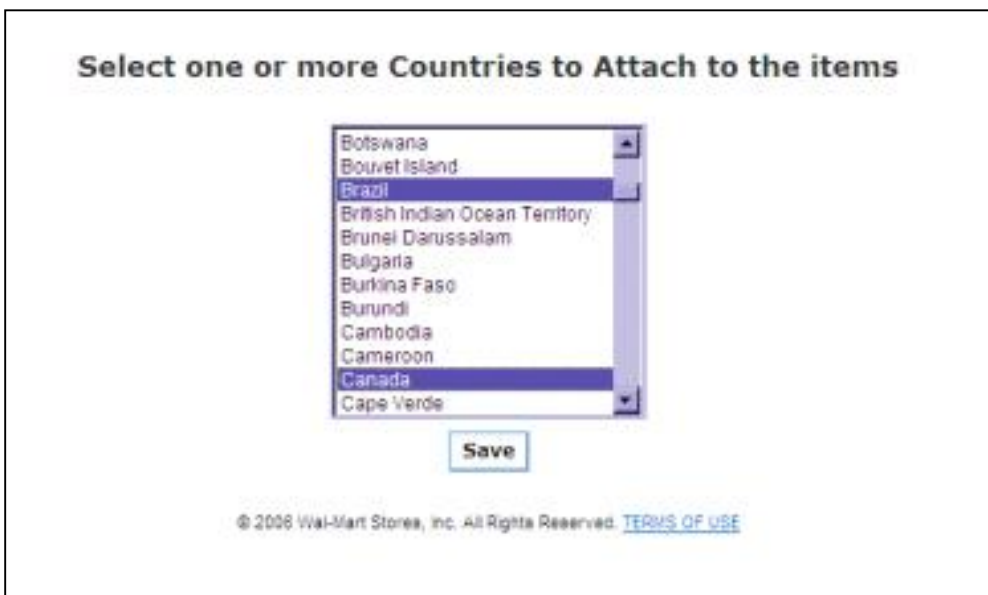 Select one or more Countries to Attach to the items
Botswana
Bouvet Island
Brazil
British Indian Ocean Territory
Brunei Darussalam
Bulgaria
Burkina Faso
Burundi
Cambodia
Cameroon
Canada
Cape Verde
Save
© 2006 Wal-Mart Stores, Inc. All Rights Reserved. TERMS OF USE